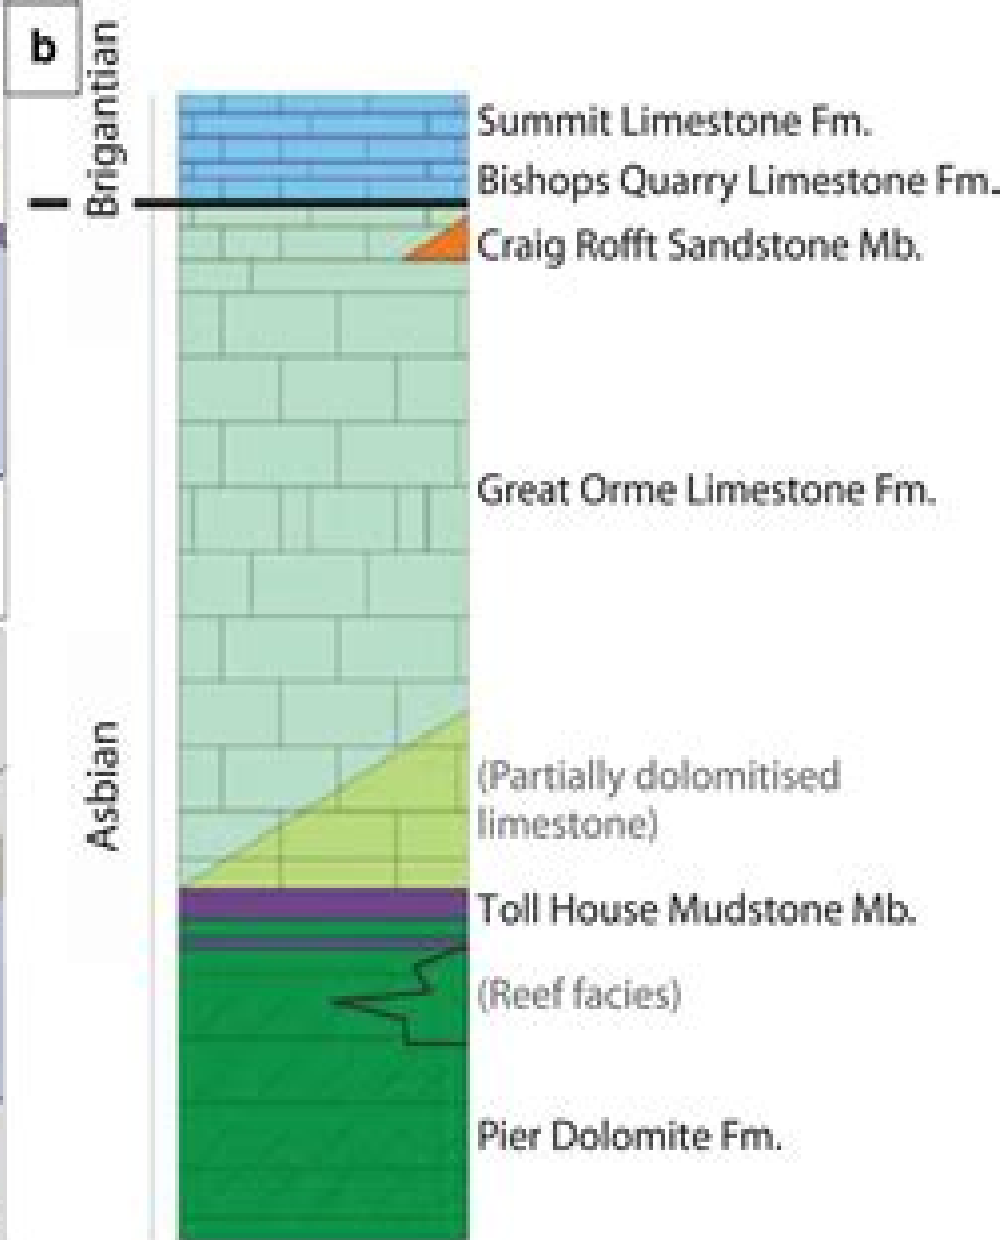 b
Brigantian
Summit Limestone Fm.
Bishops Quarry Limestone Fm.
Craig Rofft Sandstone Mb.
Great Orme Limestone Fm.
Asbian
(Partially dolomitised
limestone)
Toll House Mudstone Mb.
(Reef facies)
Pier Dolomite Fm.